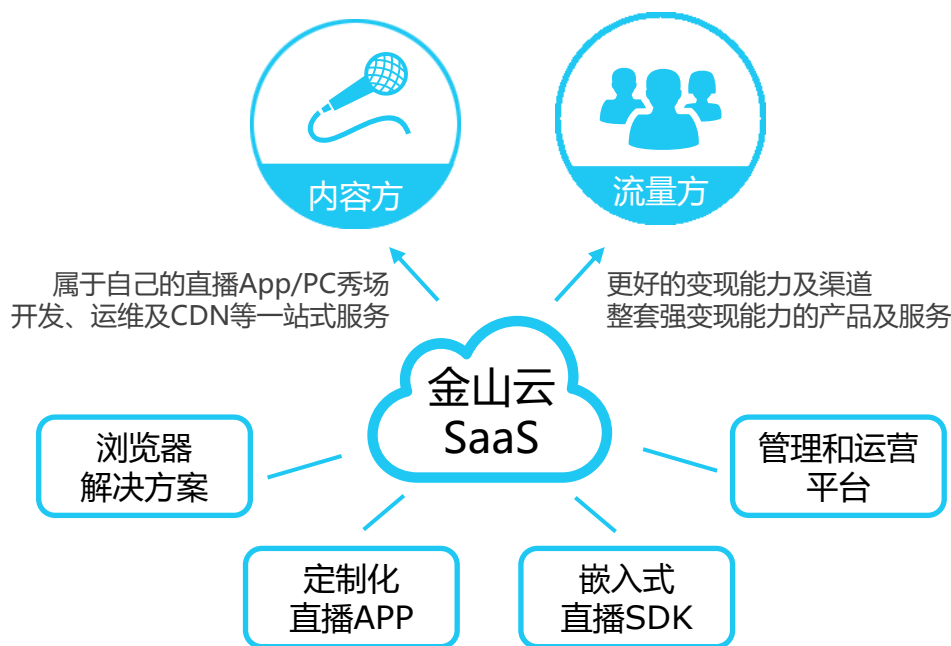 内容方
流量方
属于自己的直播App/PC秀场
开发、运维及CDN等一站式服务
更好的变现能力及渠道
整套强变现能力的产品及服务
金山云
SaaS
浏览器
解决方案
管理和运营
平台
定制化
直播APP
嵌入式
直播SDK